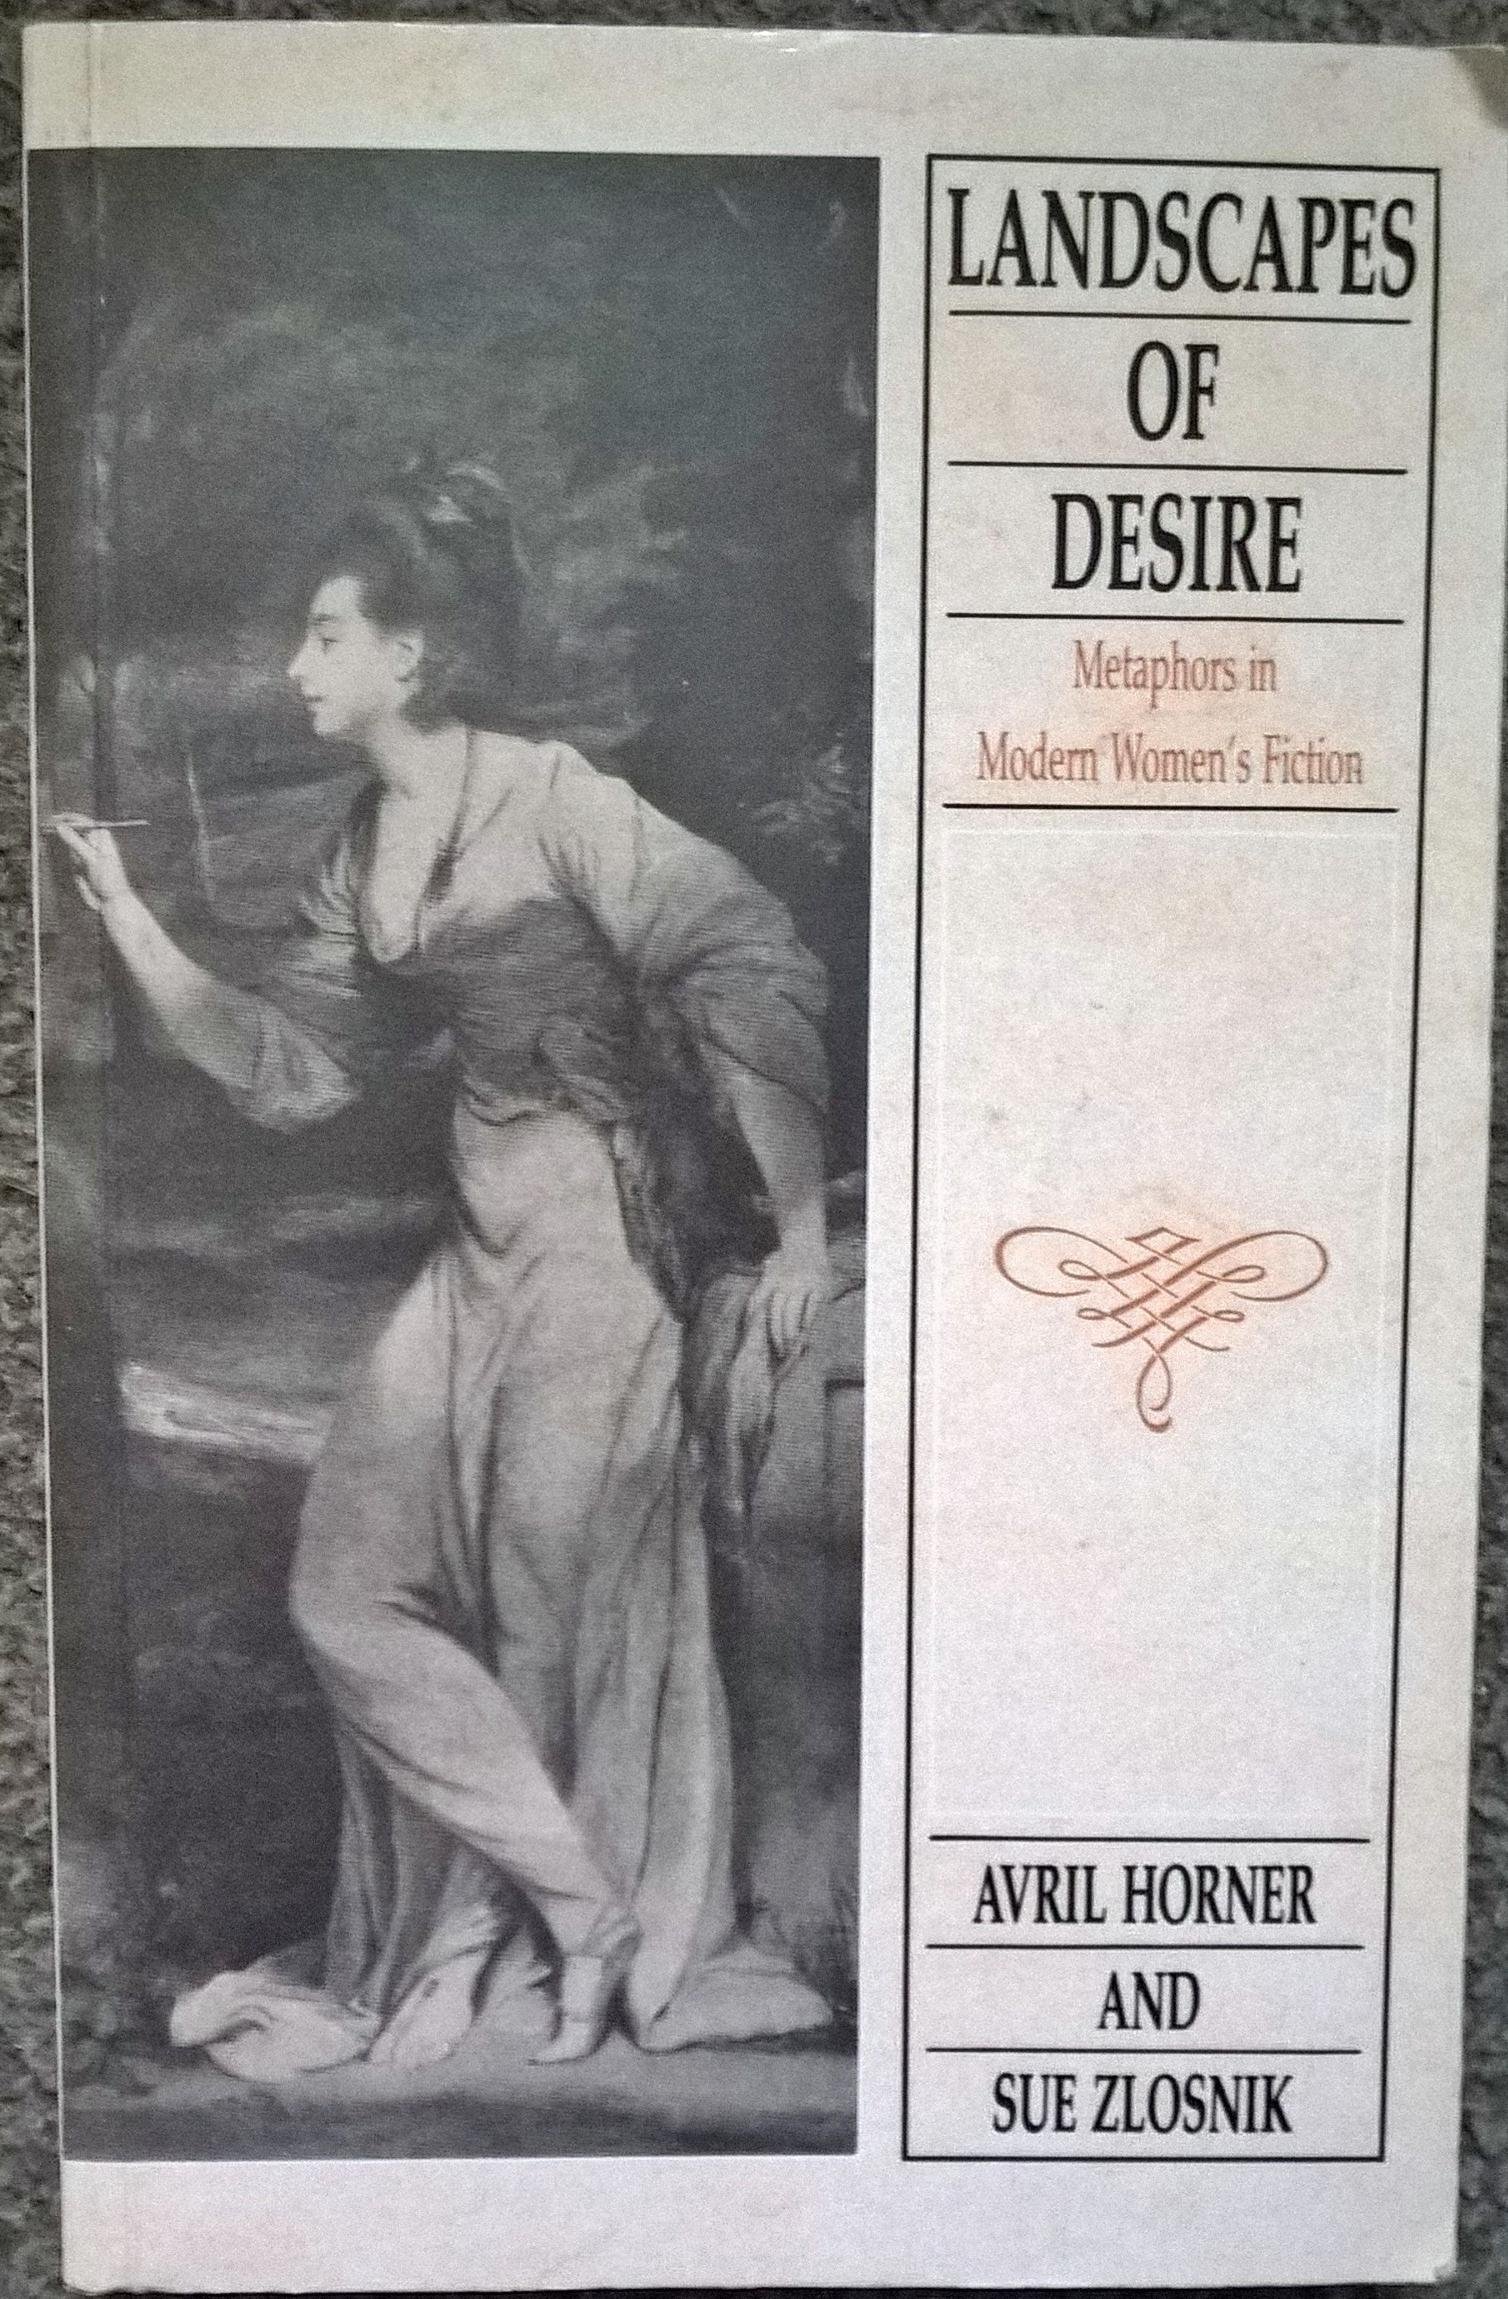 LANDSCAPES
OF
DESIRE
Metaphors in
Modern Women's Fiction
AVRIL HORNER
AND
SUE ZLOSNIK